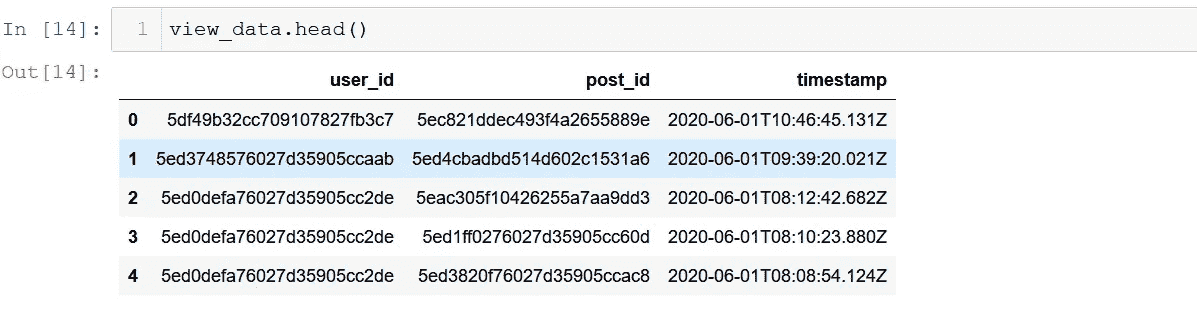 In [14]: 1 view_data.head()
Out[14]:
user_id post_id timestamp
0 5df49b32cc709107827fb3c7 5ec821ddec493f4a2655889e 2020-06-01T10:46:45.131Z
1 5ed3748576027d35905ccaab 5ed4cbadbd514d602c1531a6 2020-06-01T09:39:20.021Z
2 5ed0defa76027d35905cc2de 5eac305f10426255a7aa9dd3 2020-06-01T08:12:42.682Z
3 5ed0defa76027d35905cc2de 5ed1ff0276027d35905cc60d 2020-06-01T08:10:23.880Z
4 5ed0defa76027d35905cc2de 5ed3820f76027d35905ccac8 2020-06-01T08:08:54.124Z